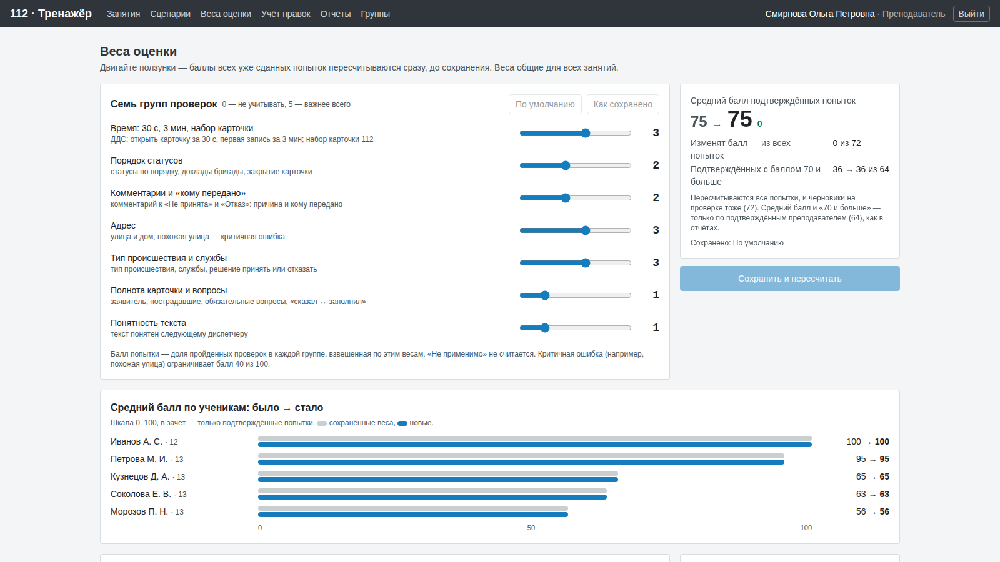 112 · Тренажёр Занятия Сценарии Веса оценки Учёт правок Отчёты Группы Смирнова Ольга Петровна · Преподаватель Выйти
Веса оценки
Двигайте ползунки — баллы всех уже сданных попыток пересчитываются сразу, до сохранения. Веса общие для всех занятий.
Семь групп проверок 0 — не учитывать, 5 — важнее всего По умолчанию Как сохранено
Время: 30 с, 3 мин, набор карточки
ДДС: открыть карточку за 30 с, первая запись за 3 мин; набор карточки 112
3
Порядок статусов
статусы по порядку, доклады бригады, закрытие карточки
2
Комментарии и «кому передано»
комментарий к «Не принята» и «Отказ»: причина и кому передано
2
Адрес
улица и дом; похожая улица — критичная ошибка
3
Тип происшествия и службы
тип происшествия, службы, решение принять или отказать
3
Полнота карточки и вопросы
заявитель, пострадавшие, обязательные вопросы, «сказал ↔ заполнил»
1
Понятность текста
текст понятен следующему диспетчеру
1
Балл попытки — доля пройденных проверок в каждой группе, взвешенная по этим весам. «Не применимо» не считается. Критичная ошибка (например,
похожая улица) ограничивает балл 40 из 100.
Средний балл подтверждённых попыток
75 → 75 0
Изменят балл — из всех попыток 0 из 72
Подтверждённых с баллом 70 и больше 36 → 36 из 64
Пересчитываются все попытки, и черновики на
проверке тоже (72). Средний балл и «70 и больше» —
только по подтверждённым преподавателем (64), как в
отчётах.
Сохранено: По умолчанию
Сохранить и пересчитать
Средний балл по ученикам: было → стало
Шкала 0–100, в зачёт — только подтверждённые попытки. сохранённые веса, новые.
Иванов А. С. · 12 100 → 100
Петрова М. И. · 13 95 → 95
Кузнецов Д. А. · 13 65 → 65
Соколова Е. В. · 13 63 → 63
Морозов П. Н. · 13 56 → 56
0 50 100